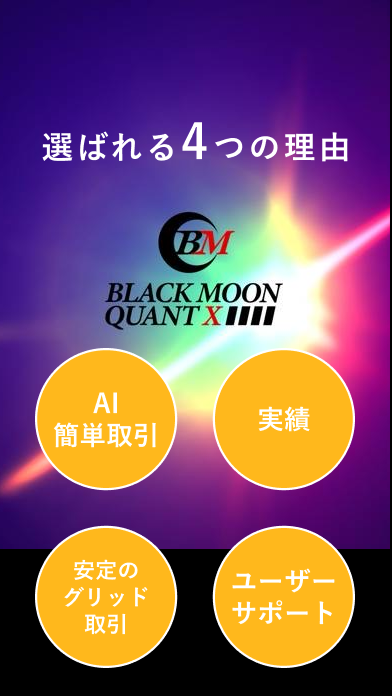 選ばれる4つの理由
BM
BLACK MOON
QUANT X
AI
簡単取引
実績
安定の
グリッド
取引
ユーザー
サポート